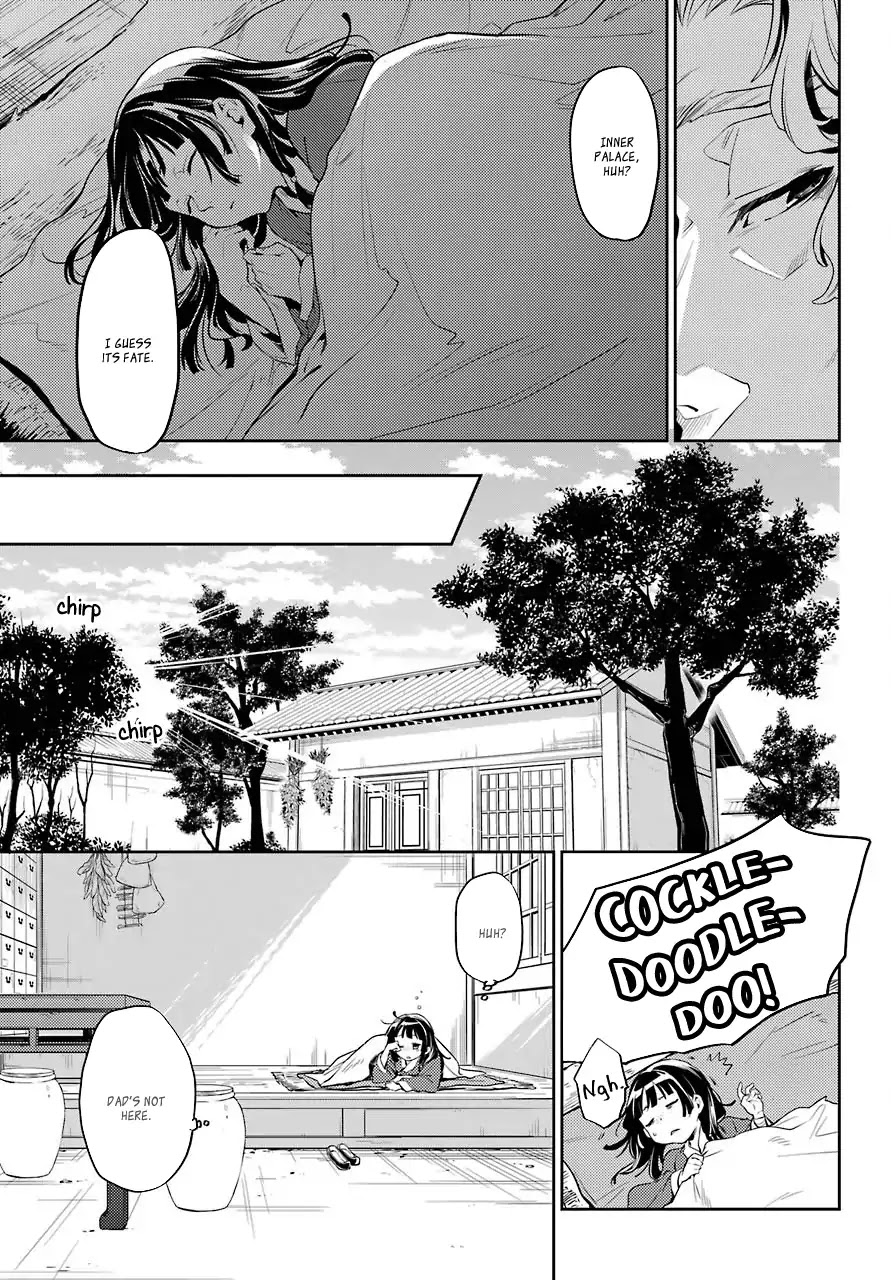 INNER
PALACE,
HUH?
I GUESS
ITS FATE.
chirp
chirp
COCKLE-
DOODLE-
DOO!
Ngh..
HUH?
DAD'S NOT
HERE.